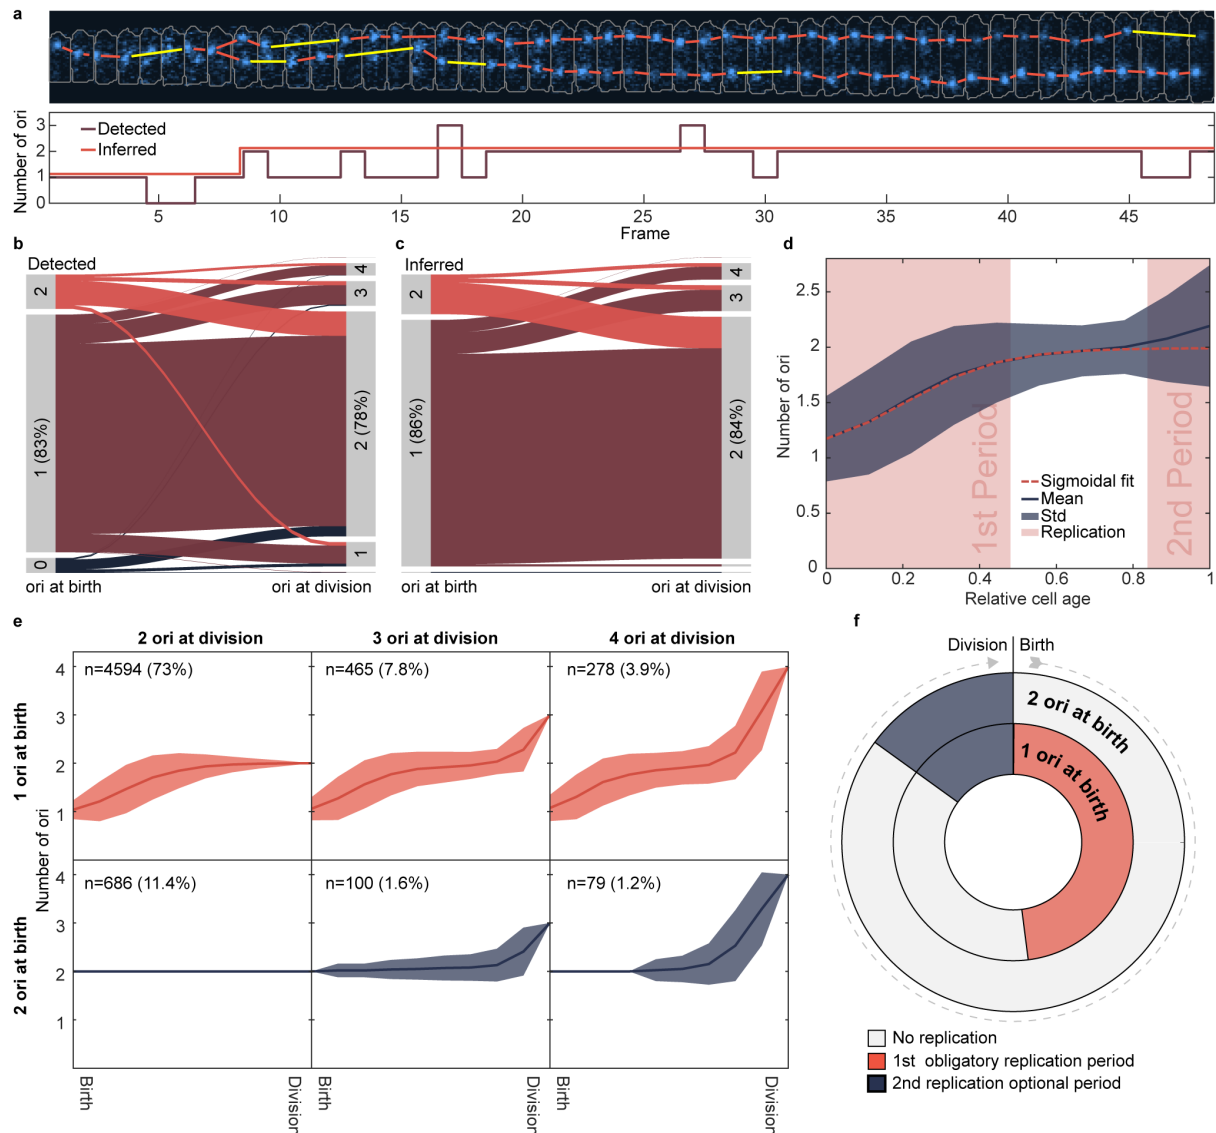 a
Number of ori
3
2
1
0
Detected
Inferred
5
10
15
20
25
30
35
40
45
Frame
b
Detected
2
1 (83%)
0
4
3
2 (78%)
1
ori at birth
ori at division
c
Inferred
2
1 (86%)
4
3
2 (84%)
ori at birth
ori at division
d
Number of ori
2.5
2
1.5
1
0.5
0
1st Period
2nd Period
Sigmoidal fit
Mean
Std
Replication
0
0.2
0.4
0.6
0.8
1
Relative cell age
e
2 ori at division
3 ori at division
4 ori at division
1 ori at birth
2 ori at birth
Number of ori
4
3
2
1
n=4594 (73%)
n=465 (7.8%)
n=278 (3.9%)
4
3
2
1
n=686 (11.4%)
n=100 (1.6%)
n=79 (1.2%)
Birth
Division
Birth
Division
Birth
Division
f
Division
Birth
2 ori at birth
1 ori at birth
No replication
1st obligatory replication period
2nd replication optional period